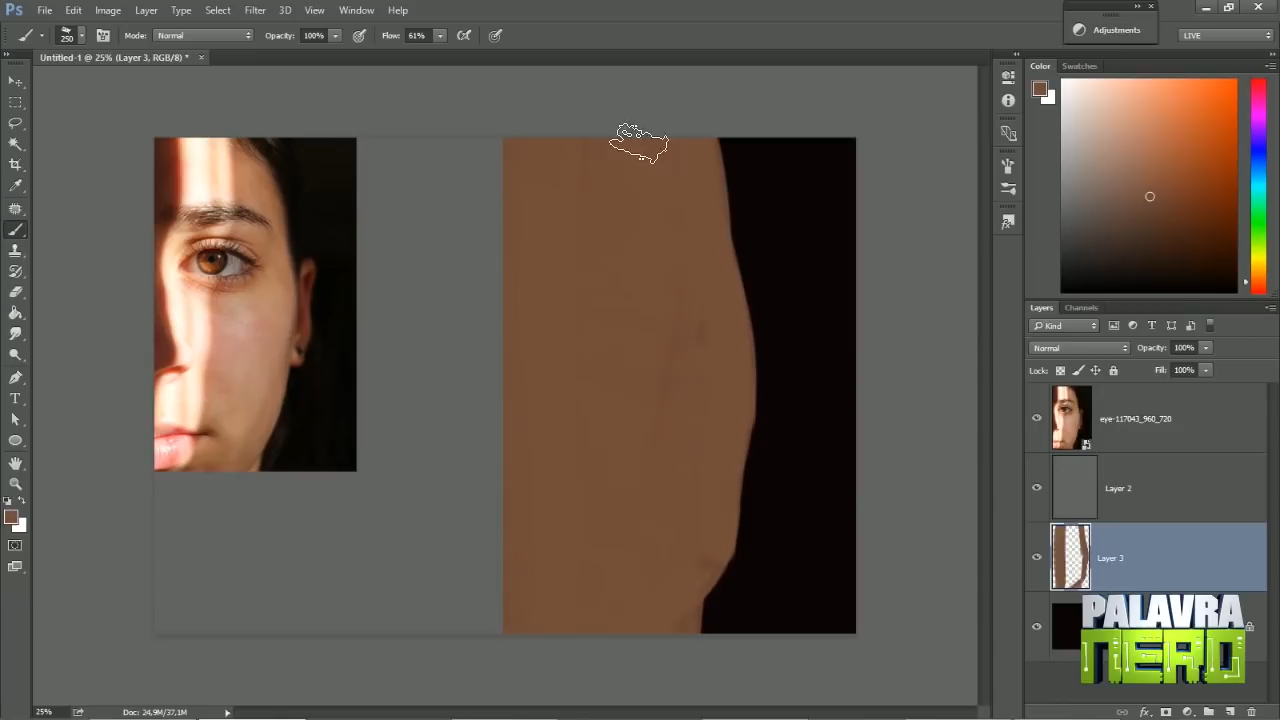 Ps File Edit Image Layer Type Select Filter 3D View Window Help
250 Mode: Normal Opacity: 100% Flow: 61%
Adjustments
LIVE
Untitled-1 @ 25% (Layer 3, RGB/8) *
Color Swatches
Layers Channels
Kind
Normal Opacity: 100%
Lock: Fill: 100%
eye-117043_960_720
Layer 2
Layer 3
PALAVRA
NERD
25% Doc: 24,9M/37,1M